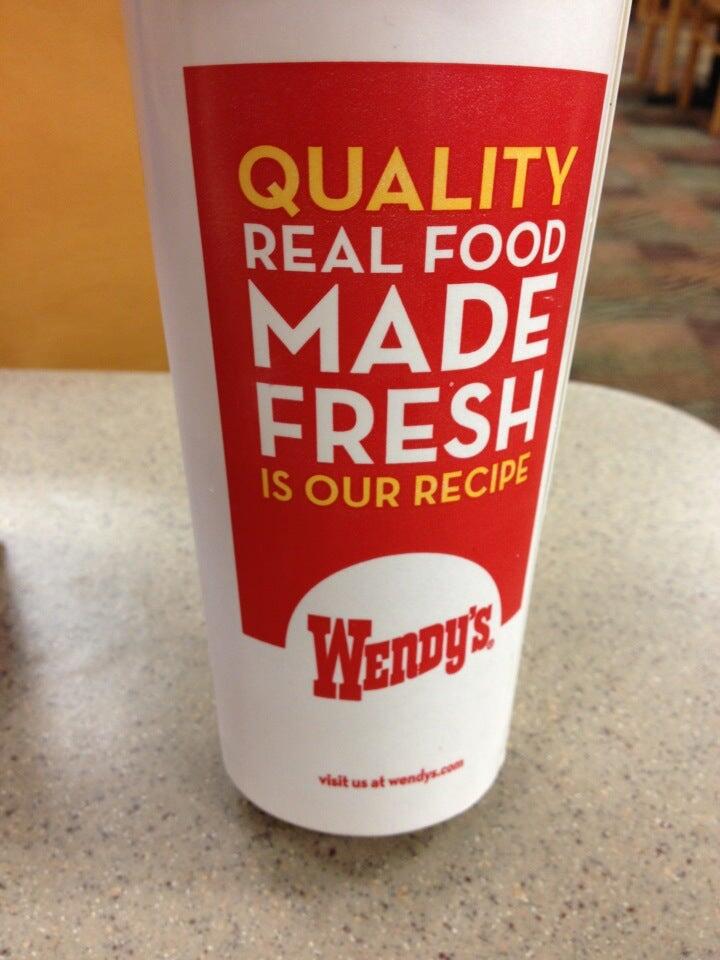 QUALITY
REAL FOOD
MADE
FRESH
IS OUR RECIPE
WENDY'S®
visit us at wendys.com